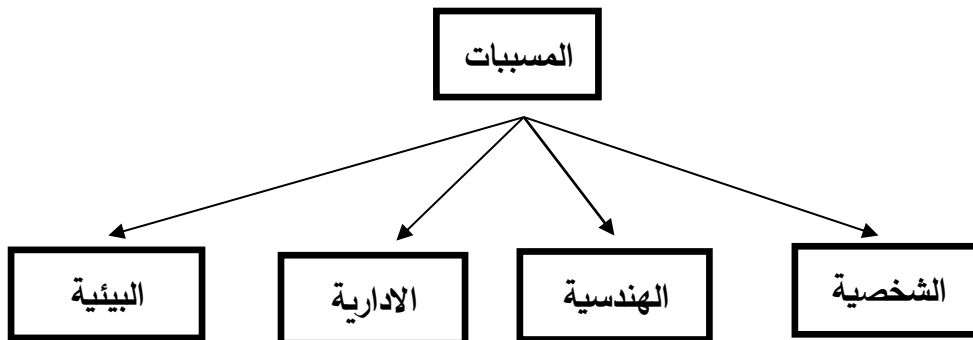 المسببات
الشخصية
الهندسية
الادارية
البيئية